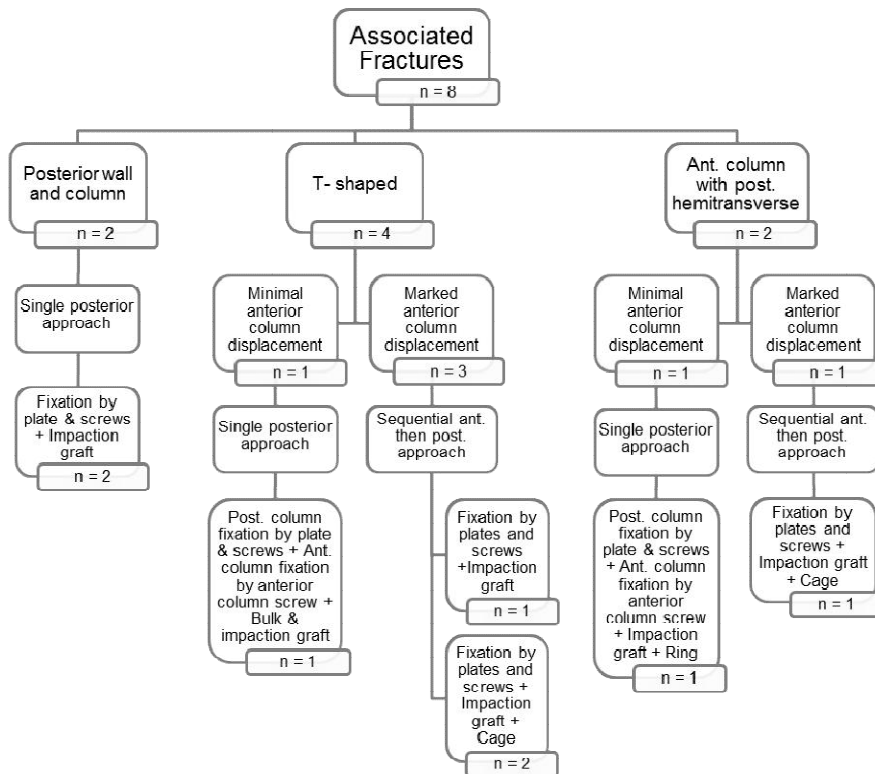 Associated
Fractures
n = 8
Posterior wall
and column
n = 2
Single posterior
approach
Fixation by
plate & screws
+ Impaction
graft
n = 2
T- shaped
n = 4
Minimal
anterior
column
displacement
n = 1
Single posterior
approach
Post. column
fixation by plate
& screws + Ant.
column fixation
by anterior
column screw +
Bulk &
impaction graft
n = 1
Marked
anterior
column
displacement
n = 3
Sequential ant.
then post.
approach
Fixation by
plates and
screws
+Impaction
graft
n = 1
Fixation by
plates and
screws +
Impaction
graft +
Cage
n = 2
Ant. column
with post.
hemitransverse
n = 2
Minimal
anterior
column
displacement
n = 1
Single posterior
approach
Post. column
fixation by
plate & screws
+ Ant. column
fixation by
anterior
column screw
+ Impaction
graft + Ring
n = 1
Marked
anterior
column
displacement
n = 1
Sequential ant.
then post.
approach
Fixation by
plates and
screws +
Impaction graft
+ Cage
n = 1